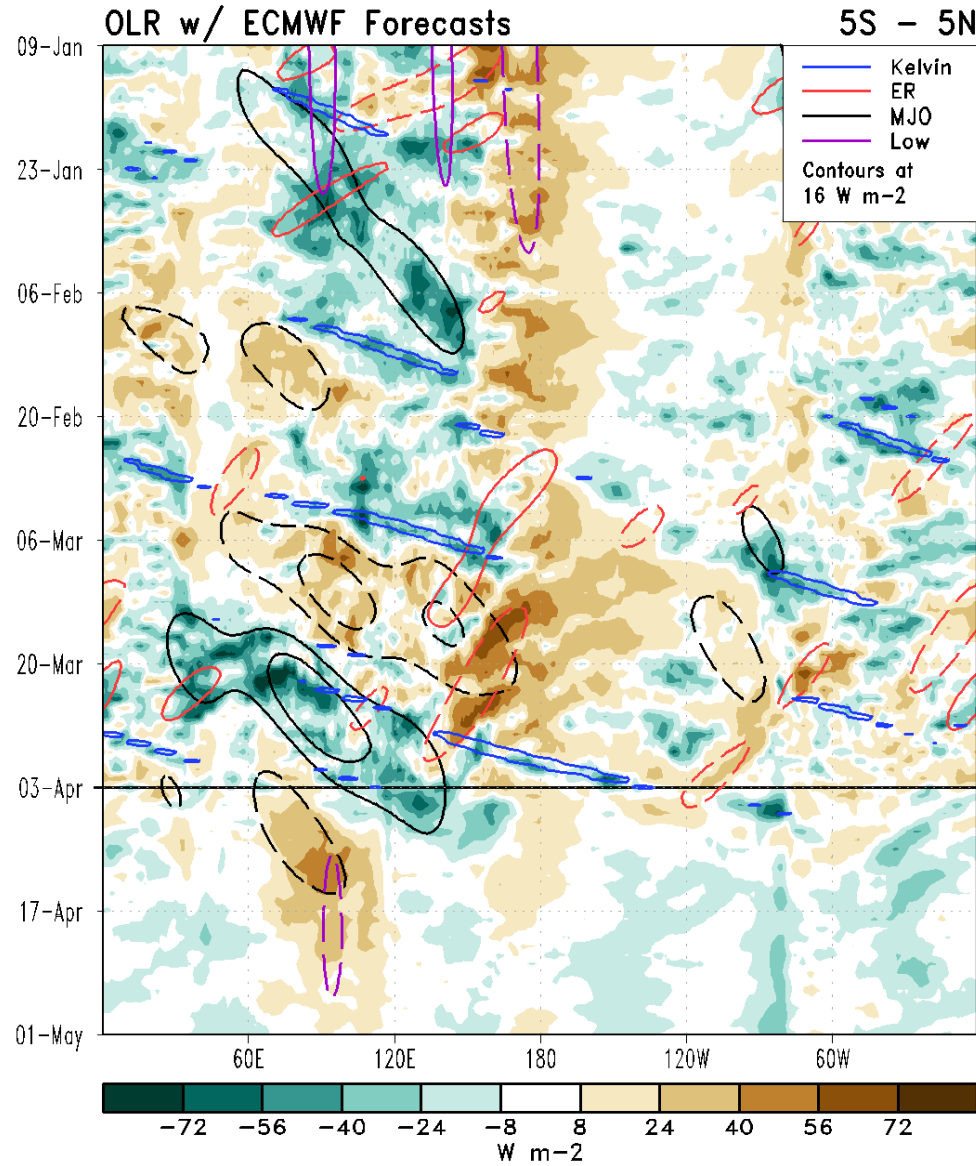 OLR w/ ECMWF Forecasts 5S - 5N
09-Jan
23-Jan
06-Feb
20-Feb
06-Mar
20-Mar
03-Apr
17-Apr
01-May
Kelvin
ER
MJO
Low
Contours at
16 W m-2
60E 120E 180 120W 60W
-72 -56 -40 -24 -8 8 24 40 56 72
W m-2